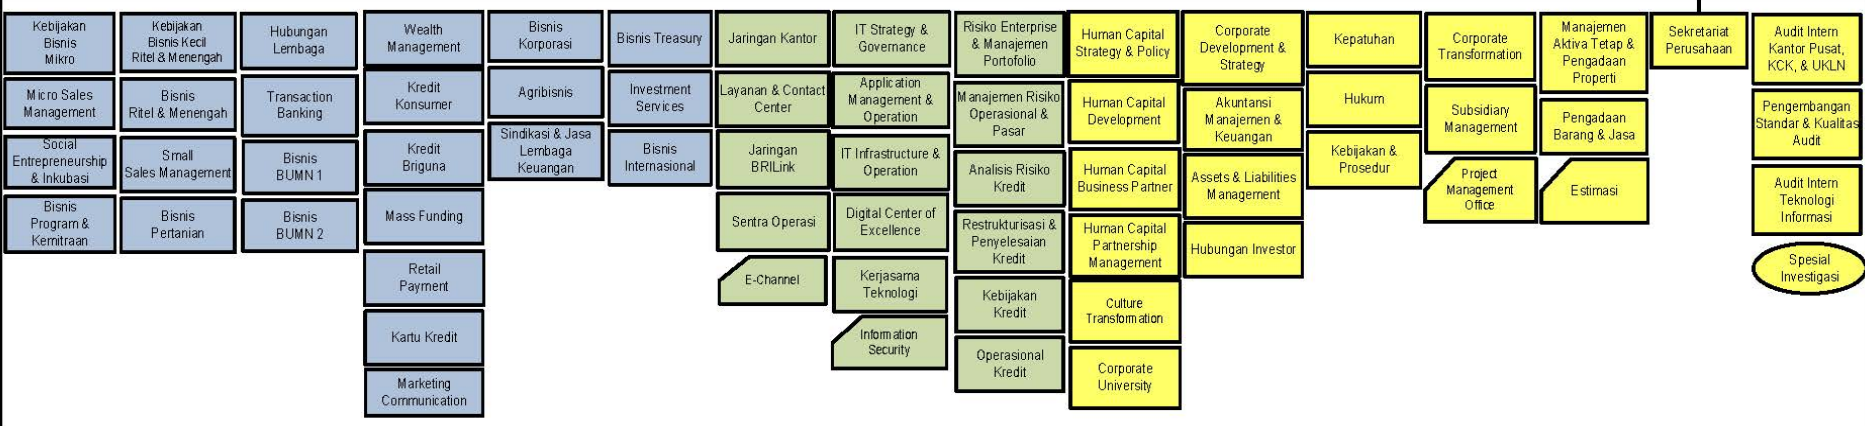 Kebijakan
Bisnis
Mikro
Micro Sales
Management
Social
Entrepreneurship
& Inkubasi
Bisnis
Program &
Kemitraan
Kebijakan
Bisnis Kecil
Ritel & Menengah
Bisnis
Ritel & Menengah
Small
Sales Management
Bisnis
Pertanian
Hubungan
Lembaga
Transaction
Banking
Bisnis
BUMN 1
Bisnis
BUMN 2
Wealth
Management
Kredit
Konsumer
Kredit
Briguna
Mass Funding
Retail
Payment
Kartu Kredit
Marketing
Communication
Bisnis
Korporasi
Agribisnis
Sindikasi & Jasa
Lembaga
Keuangan
Bisnis Treasury
Investment
Services
Bisnis
Internasional
Jaringan Kantor
Layanan & Contact
Center
Jaringan
BRILink
Sentra Operasi
E-Channel
IT Strategy &
Governance
Application
Management &
Operation
IT Infrastructure &
Operation
Digital Center of
Excellence
Kerjasama
Teknologi
Information
Security
Risiko Enterprise
& Manajemen
Portofolio
Manajemen Risiko
Operasional &
Pasar
Analisis Risiko
Kredit
Restrukturisasi &
Penyelesaian
Kredit
Kebijakan
Kredit
Operasional
Kredit
Human Capital
Strategy & Policy
Human Capital
Development
Human Capital
Business Partner
Human Capital
Partnership
Management
Culture
Transformation
Corporate
University
Corporate
Development &
Strategy
Akuntansi
Manajemen &
Keuangan
Assets & Liabilities
Management
Hubungan Investor
Kepatuhan
Hukum
Kebijakan &
Prosedur
Corporate
Transformation
Subsidiary
Management
Project
Management
Office
Manajemen
Aktiva Tetap &
Pengadaan
Properti
Pengadaan
Barang & Jasa
Estimasi
Sekretariat
Perusahaan
Audit Intern
Kantor Pusat,
KCK, & UKLN
Pengembangan
Standar & Kualitas
Audit
Audit Intern
Teknologi
Informasi
Spesial
Investigasi